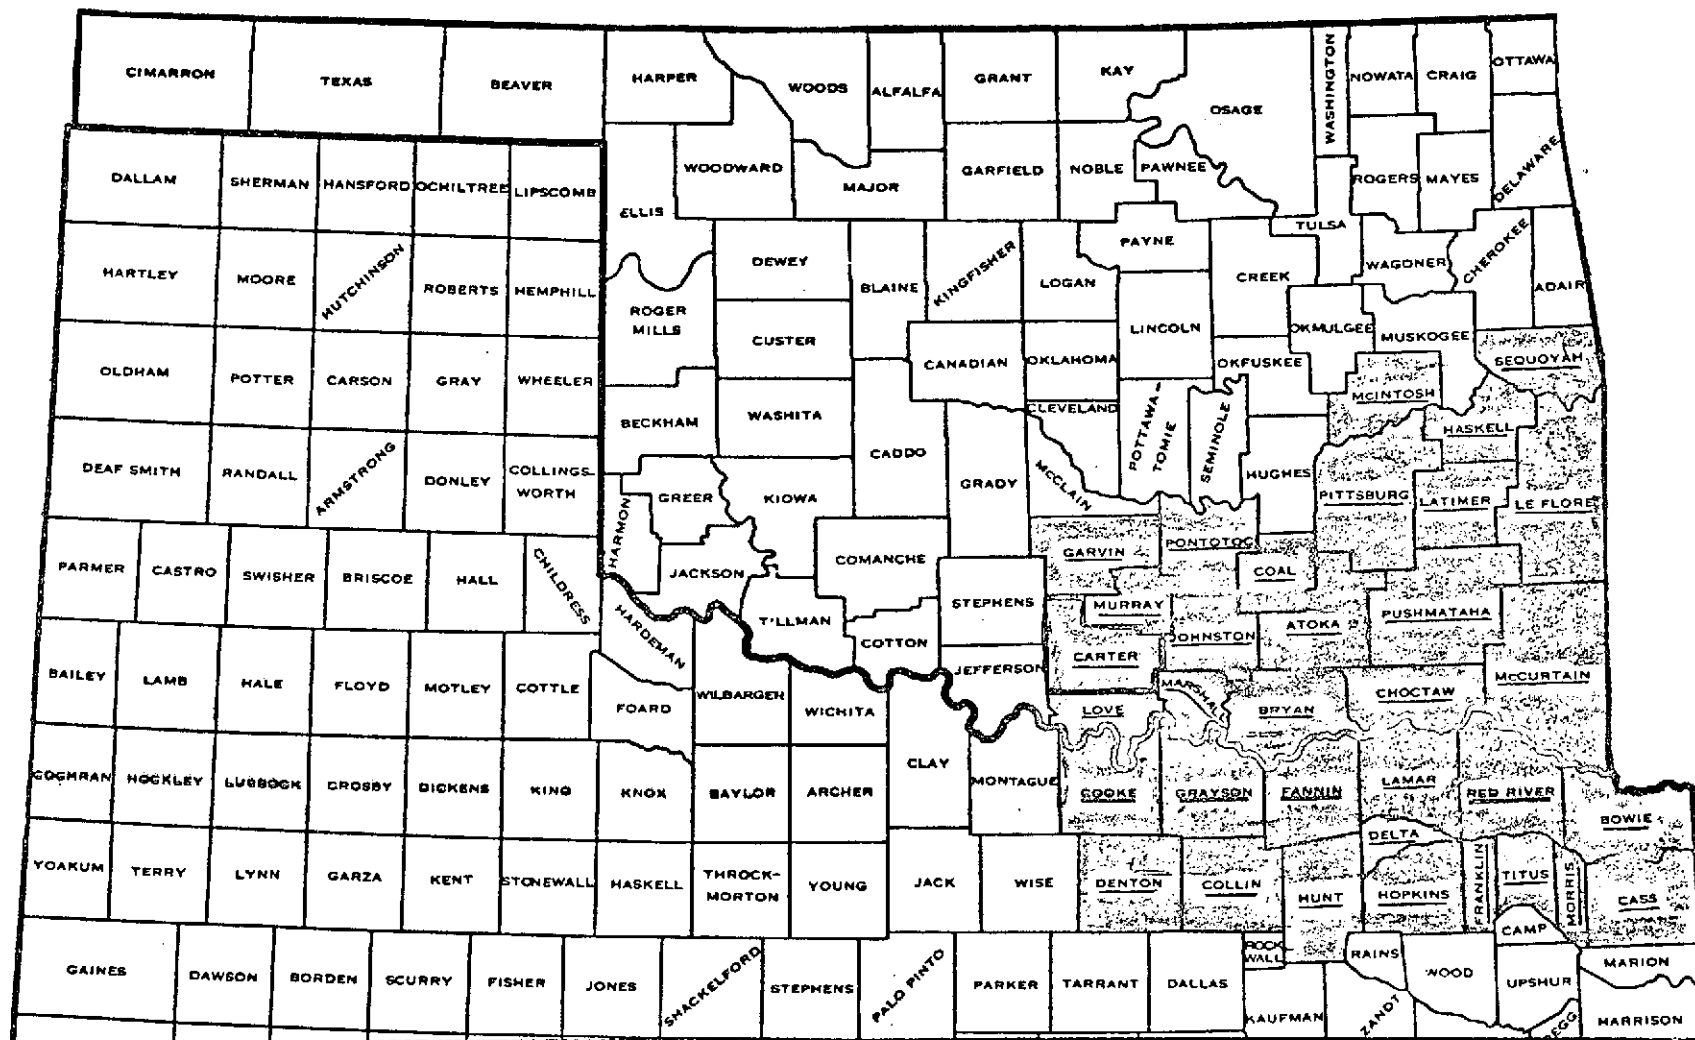 CIMARRON
TEXAS
BEAVER
HARPER
WOODS
ALFALFA
GRANT
KAY
OSAGE
WASHINGTON
NOWATA
CRAIG
OTTAWA
DALLAM
SHERMAN
HANSFORD
OCHILTREE
LIPSCOMB
ELLIS
WOODWARD
MAJOR
GARFIELD
NOBLE
PAWNEE
ROGERS
MAYES
DELAWARE
HARTLEY
MOORE
HUTCHINSON
ROBERTS
HEMPHILL
ROGER
MILLS
DEWEY
BLAINE
KINGFISHER
LOGAN
PAYNE
CREEK
TULSA
WAGONER
CHEROKEE
ADAIR
OLDHAM
POTTER
CARSON
GRAY
WHEELER
CUSTER
CANADIAN
OKLAHOMA
LINCOLN
OKMULGEE
OKFUSKEE
MUSKOGEE
SEQUOYAH
MCINTOSH
DEAF SMITH
RANDALL
ARMSTRONG
DONLEY
COLLINGS-
WORTH
BECKHAM
WASHITA
CADDO
CLEVELAND
POTTAWA-
TOMIE
SEMINOLE
HUGHES
HASKELL
HARMON
GREER
KIOWA
GRADY
MCCLAIN
PITTSBURG
LATIMER
LE FLORE
PARMER
CASTRO
SWISHER
BRISCOE
HALL
CHILDRESS
JACKSON
COMANCHE
GARVIN
PONTOTOC
COAL
HARDEMAN
TILLMAN
COTTON
STEPHENS
MURRAY
JOHNSTON
ATOKA
PUSHMATAHA
BAILEY
LAMB
HALE
FLOYD
MOTLEY
COTTLE
FOARD
WILBARGER
WICHITA
JEFFERSON
CARTER
LOVE
MARSHALL
BRYAN
CHOCTAW
McCURTAIN
COCHRAN
HOCKLEY
LUBBOCK
CROSBY
DICKENS
KING
KNOX
BAYLOR
ARCHER
CLAY
MONTAGUE
COOKE
GRAYSON
FANNIN
LAMAR
RED RIVER
BOWIE
DELTA
YOAKUM
TERRY
LYNN
GARZA
KENT
STONEWALL
HASKELL
THROCK-
MORTON
YOUNG
JACK
WISE
DENTON
COLLIN
HUNT
HOPKINS
FRANKLIN
TITUS
MORRIS
CASS
CAMP
GAINES
DAWSON
BORDEN
SCURRY
FISHER
JONES
SHACKELFORD
STEPHENS
PALO PINTO
PARKER
TARRANT
DALLAS
ROCK
WALL
KAUFMAN
RAINS
ZANDT
WOOD
UPSHUR
EGG
MARION
HARRISON